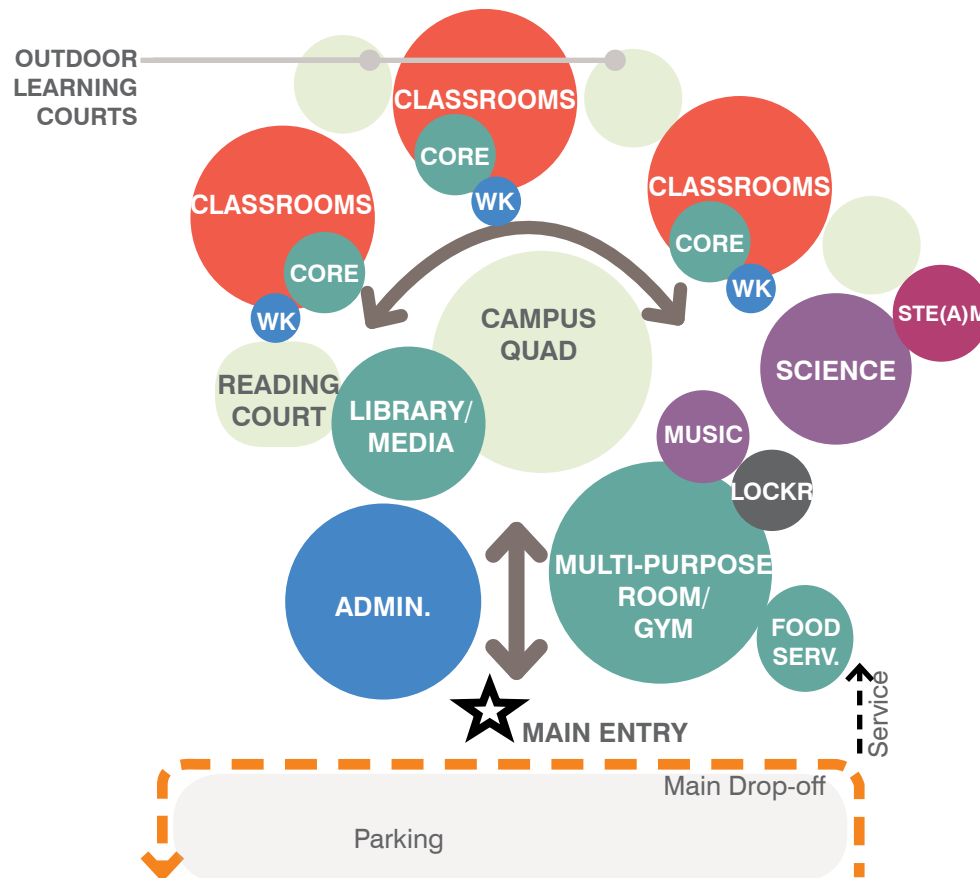 OUTDOOR
LEARNING
COURTS
CLASSROOMS
CORE
WK
CLASSROOMS
CORE
WK
CLASSROOMS
CORE
WK
CAMPUS
QUAD
STE(A)M
SCIENCE
READING
COURT
LIBRARY/
MEDIA
MUSIC
LOCKR
MULTI-PURPOSE
ROOM/
GYM
ADMIN.
FOOD
SERV.
Service
MAIN ENTRY
Main Drop-off
Parking